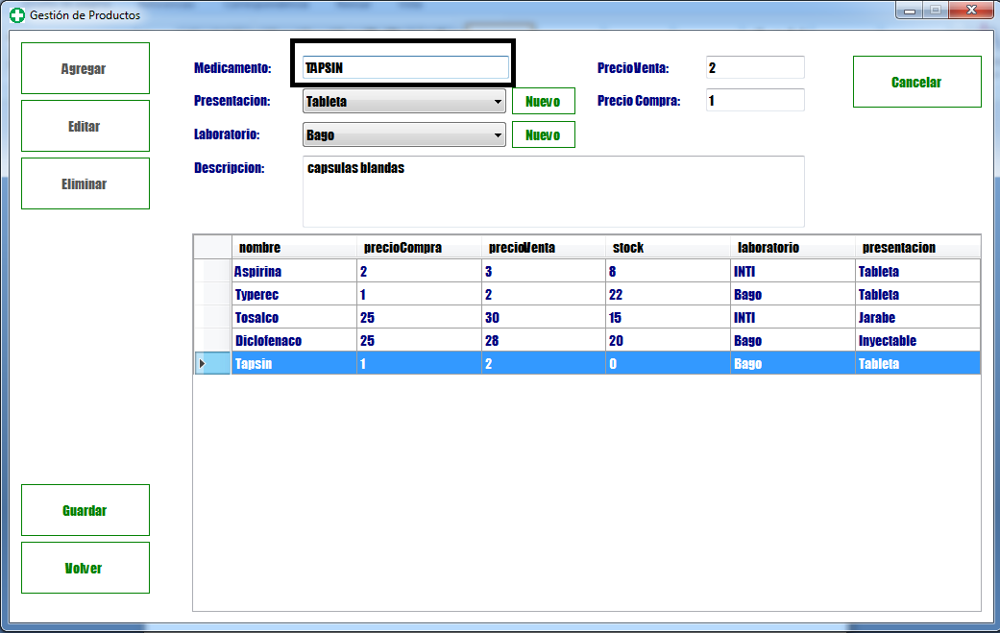 Gestión de Productos
Agregar
Editar
Eliminar
Guardar
Volver
Medicamento: TAPSIN
PrecioVenta: 2
Cancelar
Presentacion: Tableta Nuevo
Precio Compra: 1
Laboratorio: Bago Nuevo
Descripcion: capsulas blandas
nombre precioCompra precioVenta stock laboratorio presentacion
Aspirina 2 3 8 INTI Tableta
Typerec 1 2 22 Bago Tableta
Tosalco 25 30 15 INTI Jarabe
Diclofenaco 25 28 20 Bago Inyectable
Tapsin 1 2 0 Bago Tableta